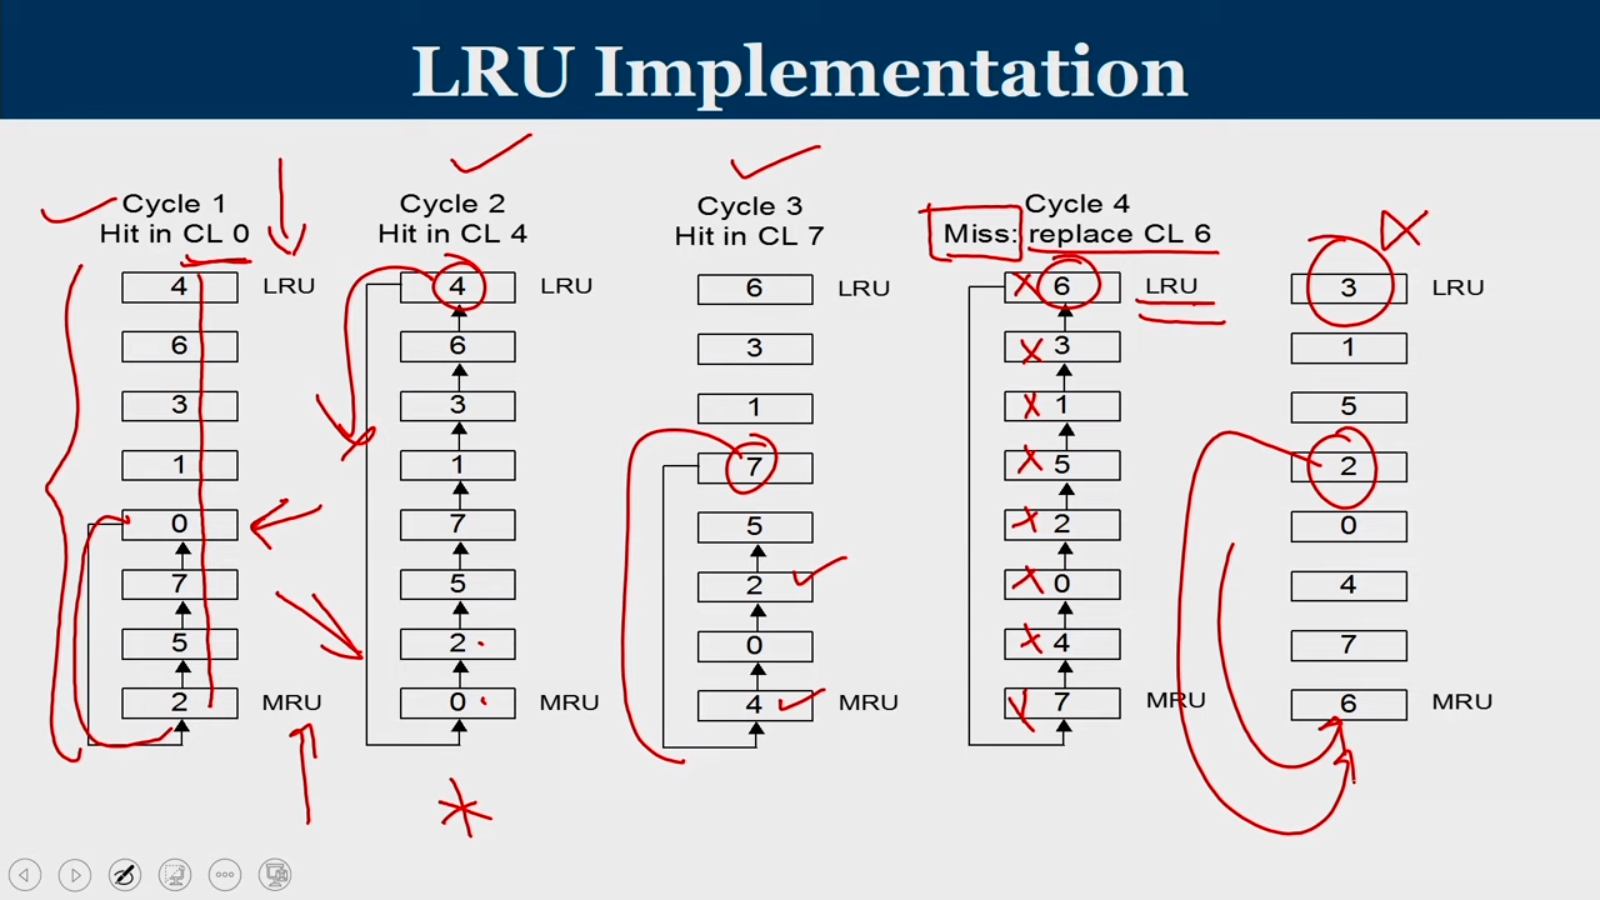 LRU Implementation
Cycle 1
Hit in CL 0
4 LRU
6
3
1
0
7
5
2 MRU
Cycle 2
Hit in CL 4
4 LRU
6
3
1
7
5
2
0 MRU
Cycle 3
Hit in CL 7
6 LRU
3
1
7
5
2
0
4 MRU
Cycle 4
Miss: replace CL 6
6 LRU
3
1
5
2
0
4
7 MRU
3 LRU
1
5
2
0
4
7
6 MRU